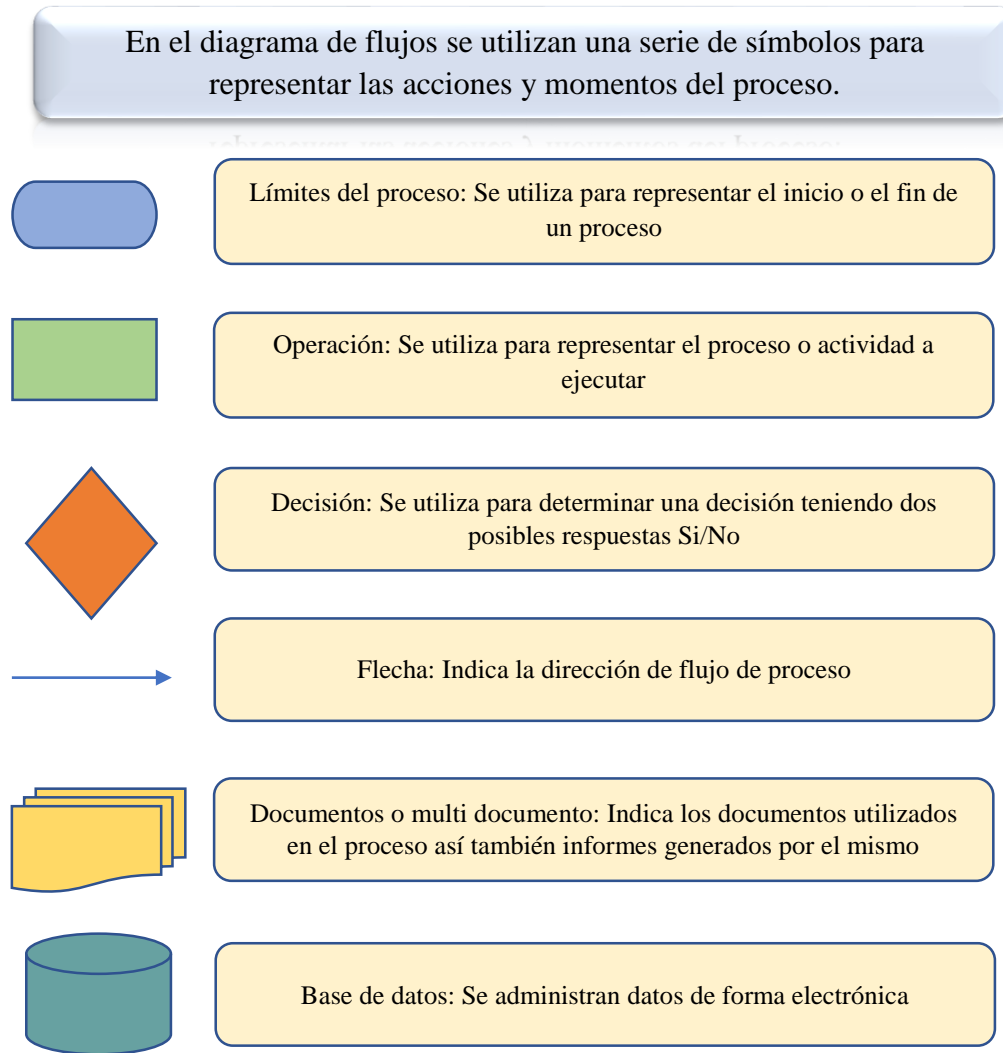 En el diagrama de flujos se utilizan una serie de símbolos para
representar las acciones y momentos del proceso.
Límites del proceso: Se utiliza para representar el inicio o el fin de
un proceso
Operación: Se utiliza para representar el proceso o actividad a
ejecutar
Decisión: Se utiliza para determinar una decisión teniendo dos
posibles respuestas Si/No
Flecha: Indica la dirección de flujo de proceso
Documentos o multi documento: Indica los documentos utilizados
en el proceso así también informes generados por el mismo
Base de datos: Se administran datos de forma electrónica